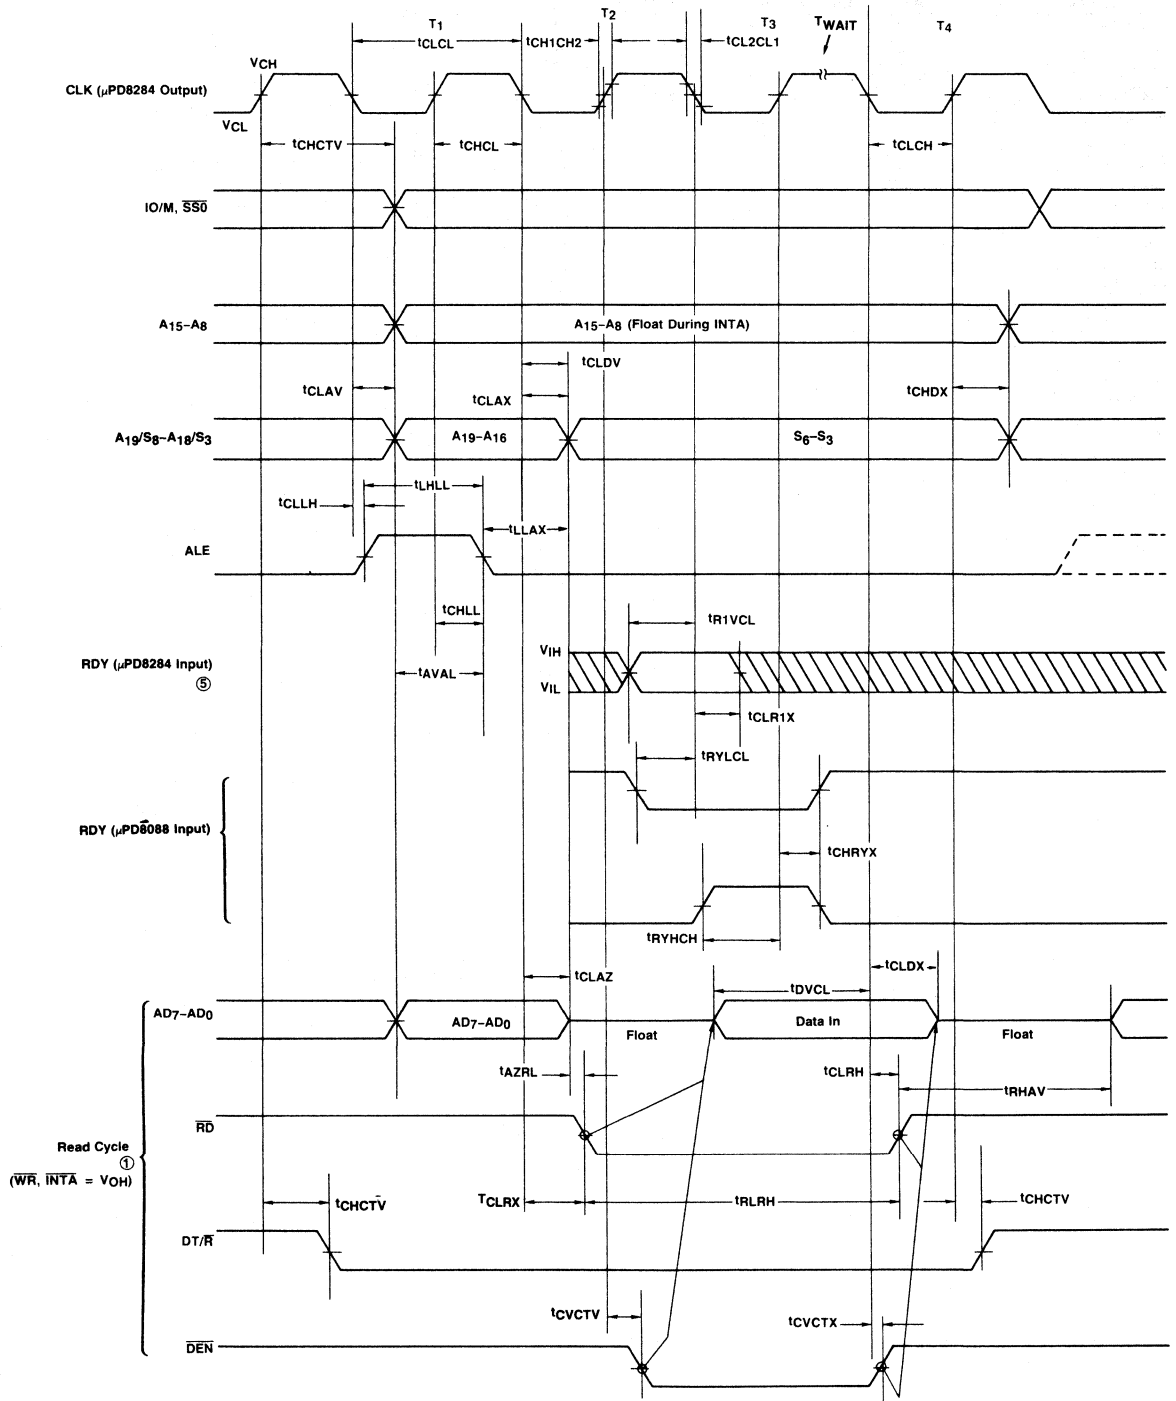 T1
T2
T3
TWAIT
T4
tCLCL
tCH1CH2
tCL2CL1
VCH
CLK (μPD8284 Output)
VCL
tCHCTV
tCHCL
tCLCH
IO/M, SS0
A15–A8
A15–A8 (Float During INTA)
tCLDV
tCLAV
tCLAX
tCHDX
A19/S8–A18/S3
A19–A16
S6–S3
tLHLL
tCLLH
tLLAX
ALE
tCHLL
tR1VCL
VIH
RDY (μPD8284 Input)
⑤
tAVAL
VIL
tCLR1X
tRYLCL
RDY (μPD8088 Input)
tCHRYX
tRYHCH
tCLAZ
tCLDX
tDVCL
AD7–AD0
AD7–AD0
Float
Data In
Float
tAZRL
tCLRH
tRHAV
RD
Read Cycle
①
(WR, INTA = VOH)
tCHCTV
TCLRX
tRLRH
tCHCTV
DT/R
tCVCTV
tCVCTX
DEN